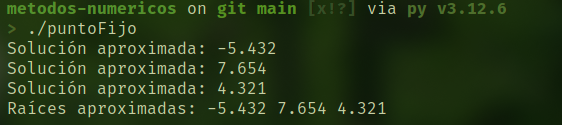 metodos-numericos on git main [x!?] via py v3.12.6
> ./puntoFijo
Solución aproximada: -5.432
Solución aproximada: 7.654
Solución aproximada: 4.321
Raíces aproximadas: -5.432 7.654 4.321